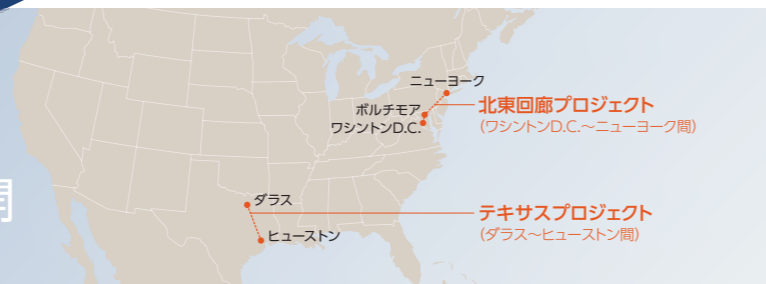 ニューヨーク
ボルチモア
ワシントンD.C.
北東回廊プロジェクト
(ワシントンD.C.～ニューヨーク間)
間
ダラス
ヒューストン
テキサスプロジェクト
(ダラス～ヒューストン間)